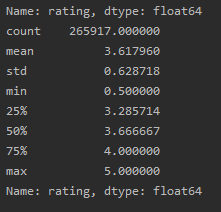 Name: rating, dtype: float64
count    265917.000000
mean          3.617960
std           0.628718
min           0.500000
25%           3.285714
50%           3.666667
75%           4.000000
max           5.000000
Name: rating, dtype: float64